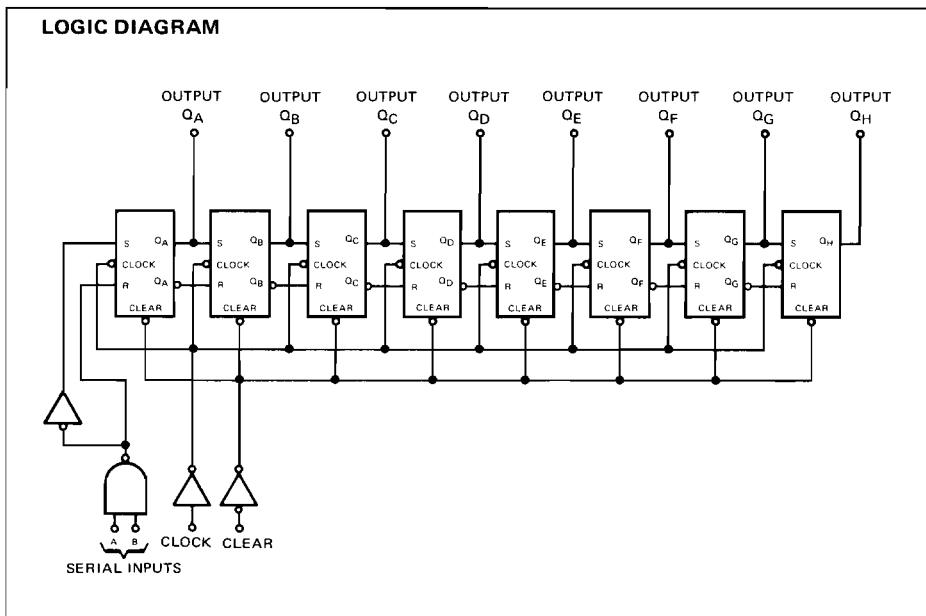 LOGIC DIAGRAM
OUTPUT OUTPUT OUTPUT OUTPUT OUTPUT OUTPUT OUTPUT OUTPUT
QA QB QC QD QE QF QG QH
S QA S QB S QC S QD S QE S QF S QG S QH
CLOCK CLOCK CLOCK CLOCK CLOCK CLOCK CLOCK CLOCK
R QA R QB R QC R QD R QE R QF R QG R
CLEAR CLEAR CLEAR CLEAR CLEAR CLEAR CLEAR CLEAR
A B
CLOCK CLEAR
SERIAL INPUTS